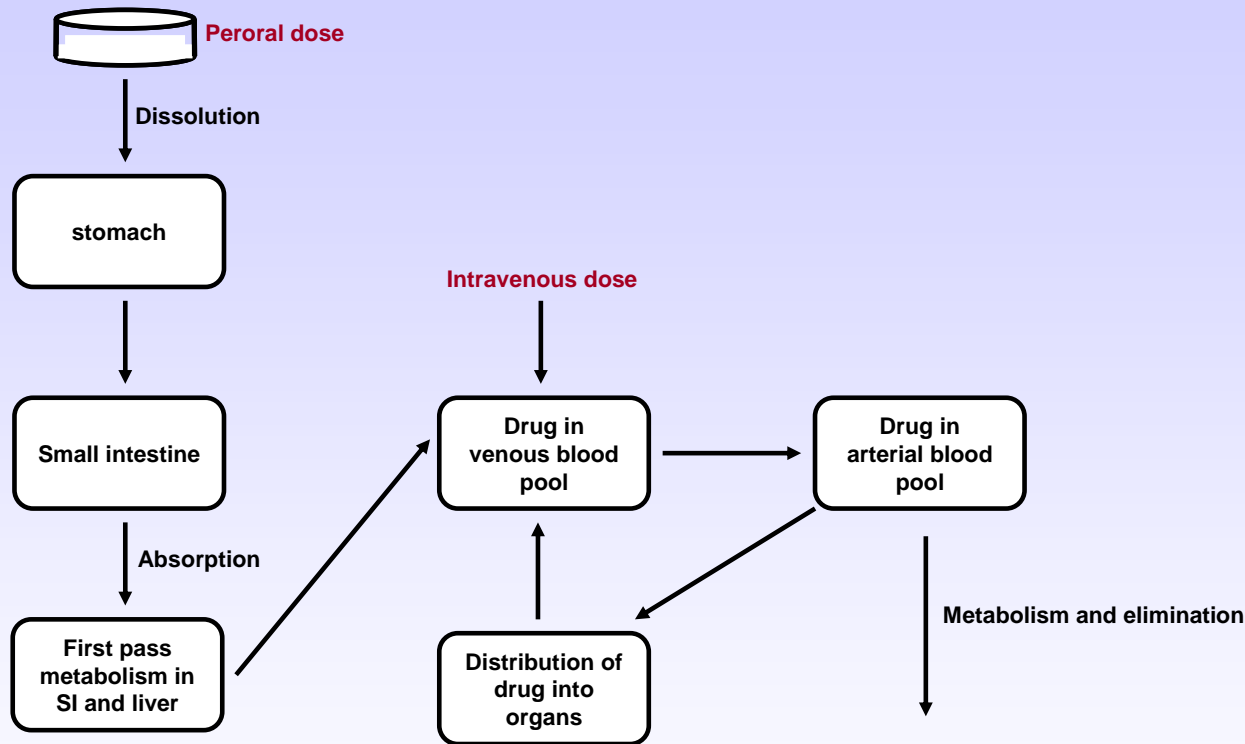 Peroral dose
Dissolution
stomach
Intravenous dose
Small intestine
Drug in
venous blood
pool
Drug in
arterial blood
pool
Absorption
First pass
metabolism in
SI and liver
Distribution of
drug into
organs
Metabolism and elimination